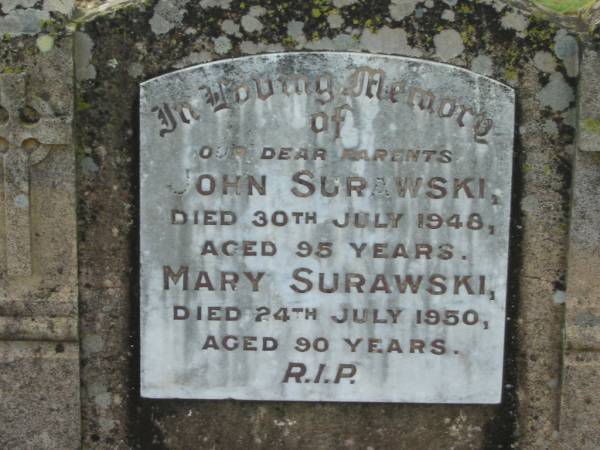 In Loving Memory
of
OUR DEAR PARENTS
JOHN SURAWSKI,
DIED 30TH JULY 1948,
AGED 95 YEARS.
MARY SURAWSKI,
DIED 24TH JULY 1950,
AGED 90 YEARS.
R.I.P.